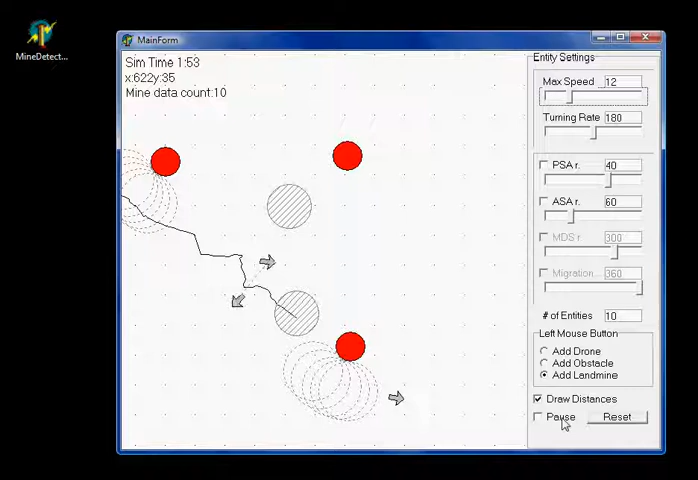 MineDetect...
MainForm
Sim Time 1:53
x:622y:35
Mine data count:10
Entity Settings
Max Speed 12
Turning Rate 180
PSA r. 40
ASA r. 60
MDS r 300
Migration... 360
# of Entities 10
Left Mouse Button
Add Drone
Add Obstacle
Add Landmine
Draw Distances
Pause Reset